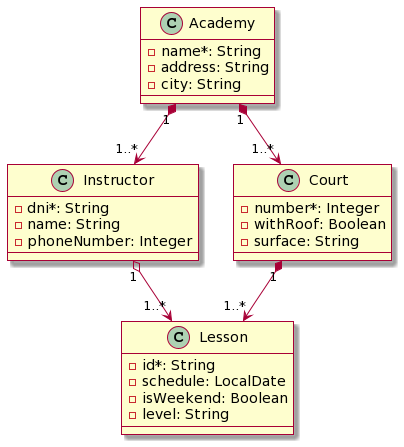 C Academy
name*: String
address: String
city: String
1 1
1..* 1..*
C Instructor
dni*: String
name: String
phoneNumber: Integer
C Court
number*: Integer
withRoof: Boolean
surface: String
1 1
1..* 1..*
C Lesson
id*: String
schedule: LocalDate
isWeekend: Boolean
level: String